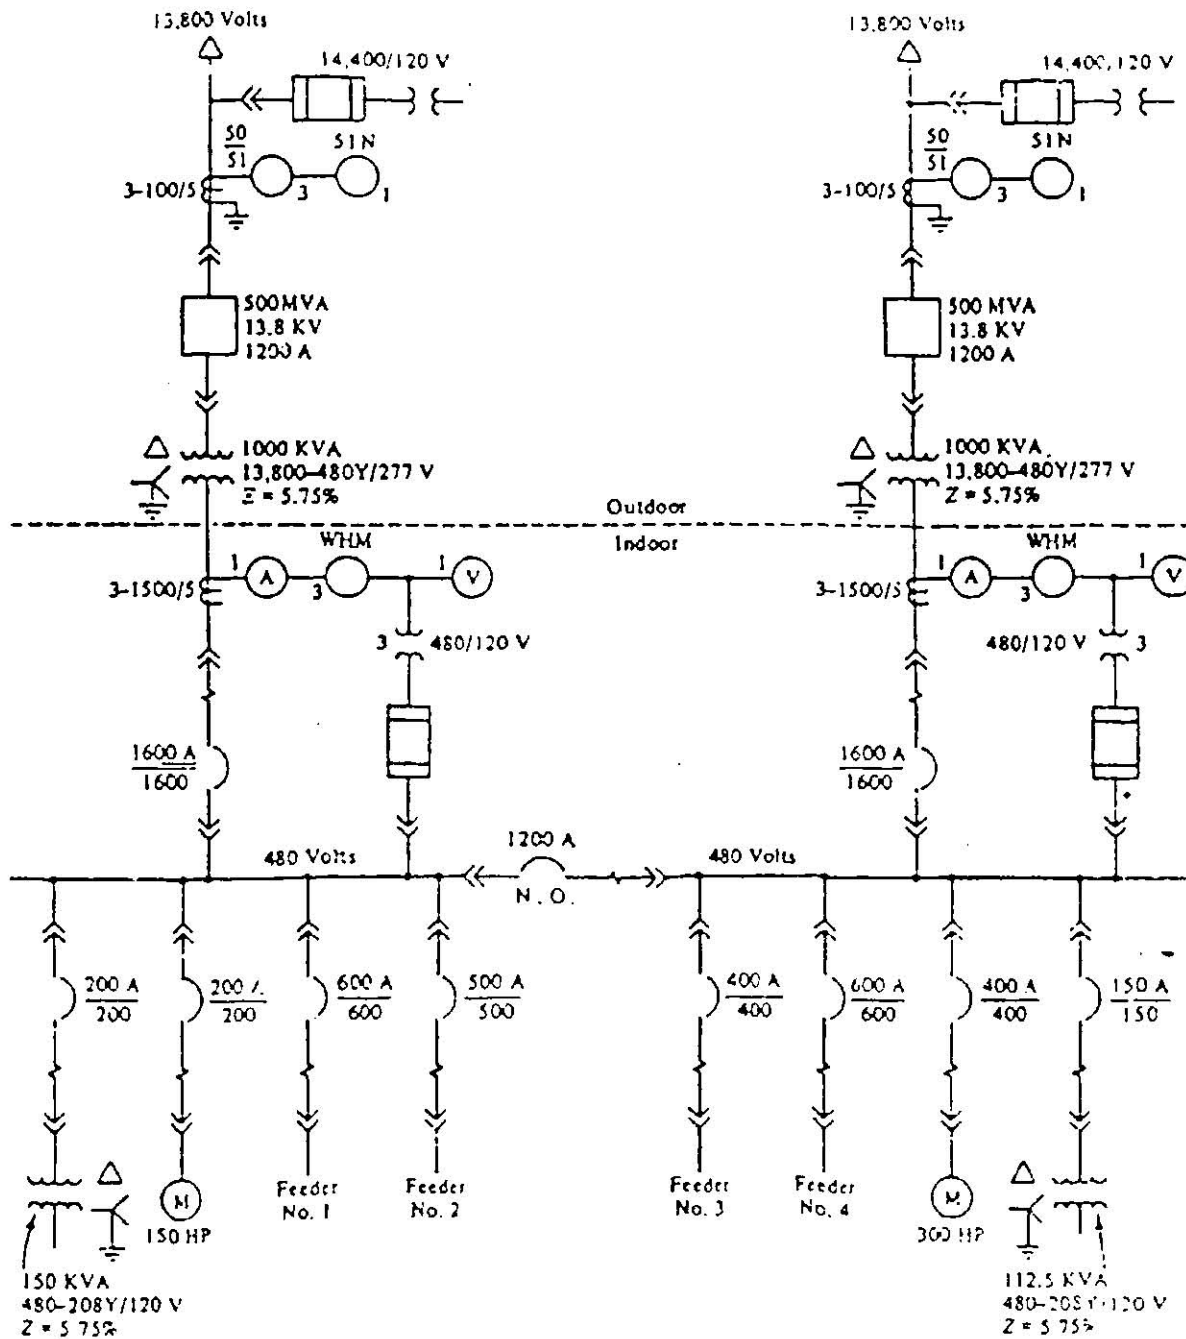 13,800 Volts
14,400/120 V
50
51
51N
3-100/5
3
1
500MVA
13.8 KV
1200 A
1000 KVA
13,800-480Y/277 V
Z = 5.75%
13,800 Volts
14,400/120 V
50
51
51N
3-100/5
3
1
500 MVA
13.8 KV
1200 A
1000 KVA.
13,800-480Y/277 V
Z = 5.75%
Outdoor
Indoor
WHM
1
A
3
1
V
3-1500/5
3
480/120 V
1600 A
1600
WHM
1
A
3
1
V
3-1500/5
480/120 V
3
1600 A
1600
480 Volts
1200 A
N. O.
480 Volts
200 A
200
200 A
200
600 A
600
500 A
500
400 A
400
600 A
600
400 A
400
150 A
150
M
150 HP
Feeder
No. 1
Feeder
No. 2
Feeder
No. 3
Feeder
No. 4
M
300 HP
150 KVA
480-208Y/120 V
Z = 5.75%
112.5 KVA
480-208Y/120 V
Z = 5.75%